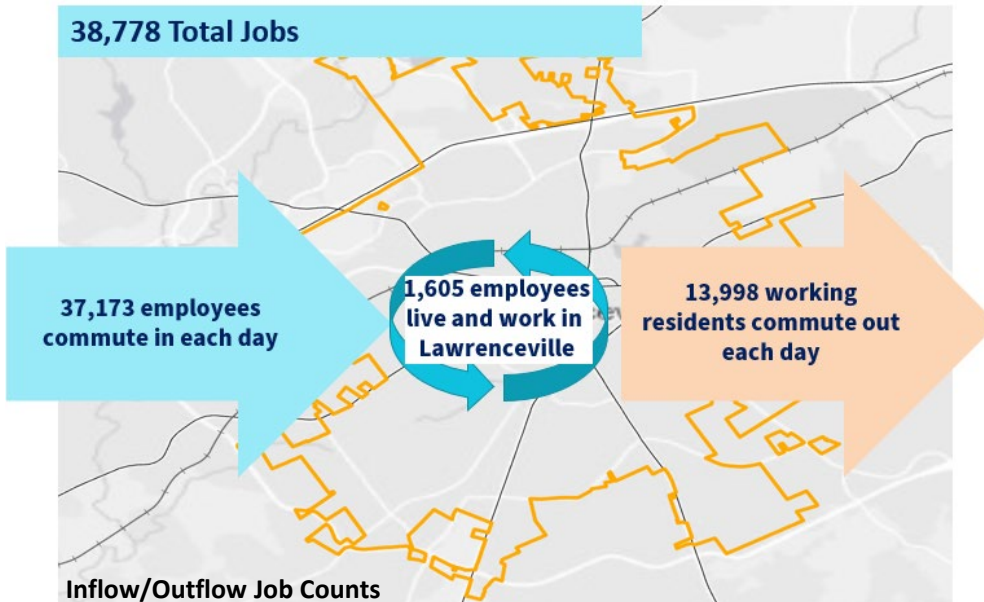 38,778 Total Jobs
37,173 employees
commute in each day
1,605 employees
live and work in
Lawrenceville
13,998 working
residents commute out
each day
Inflow/Outflow Job Counts